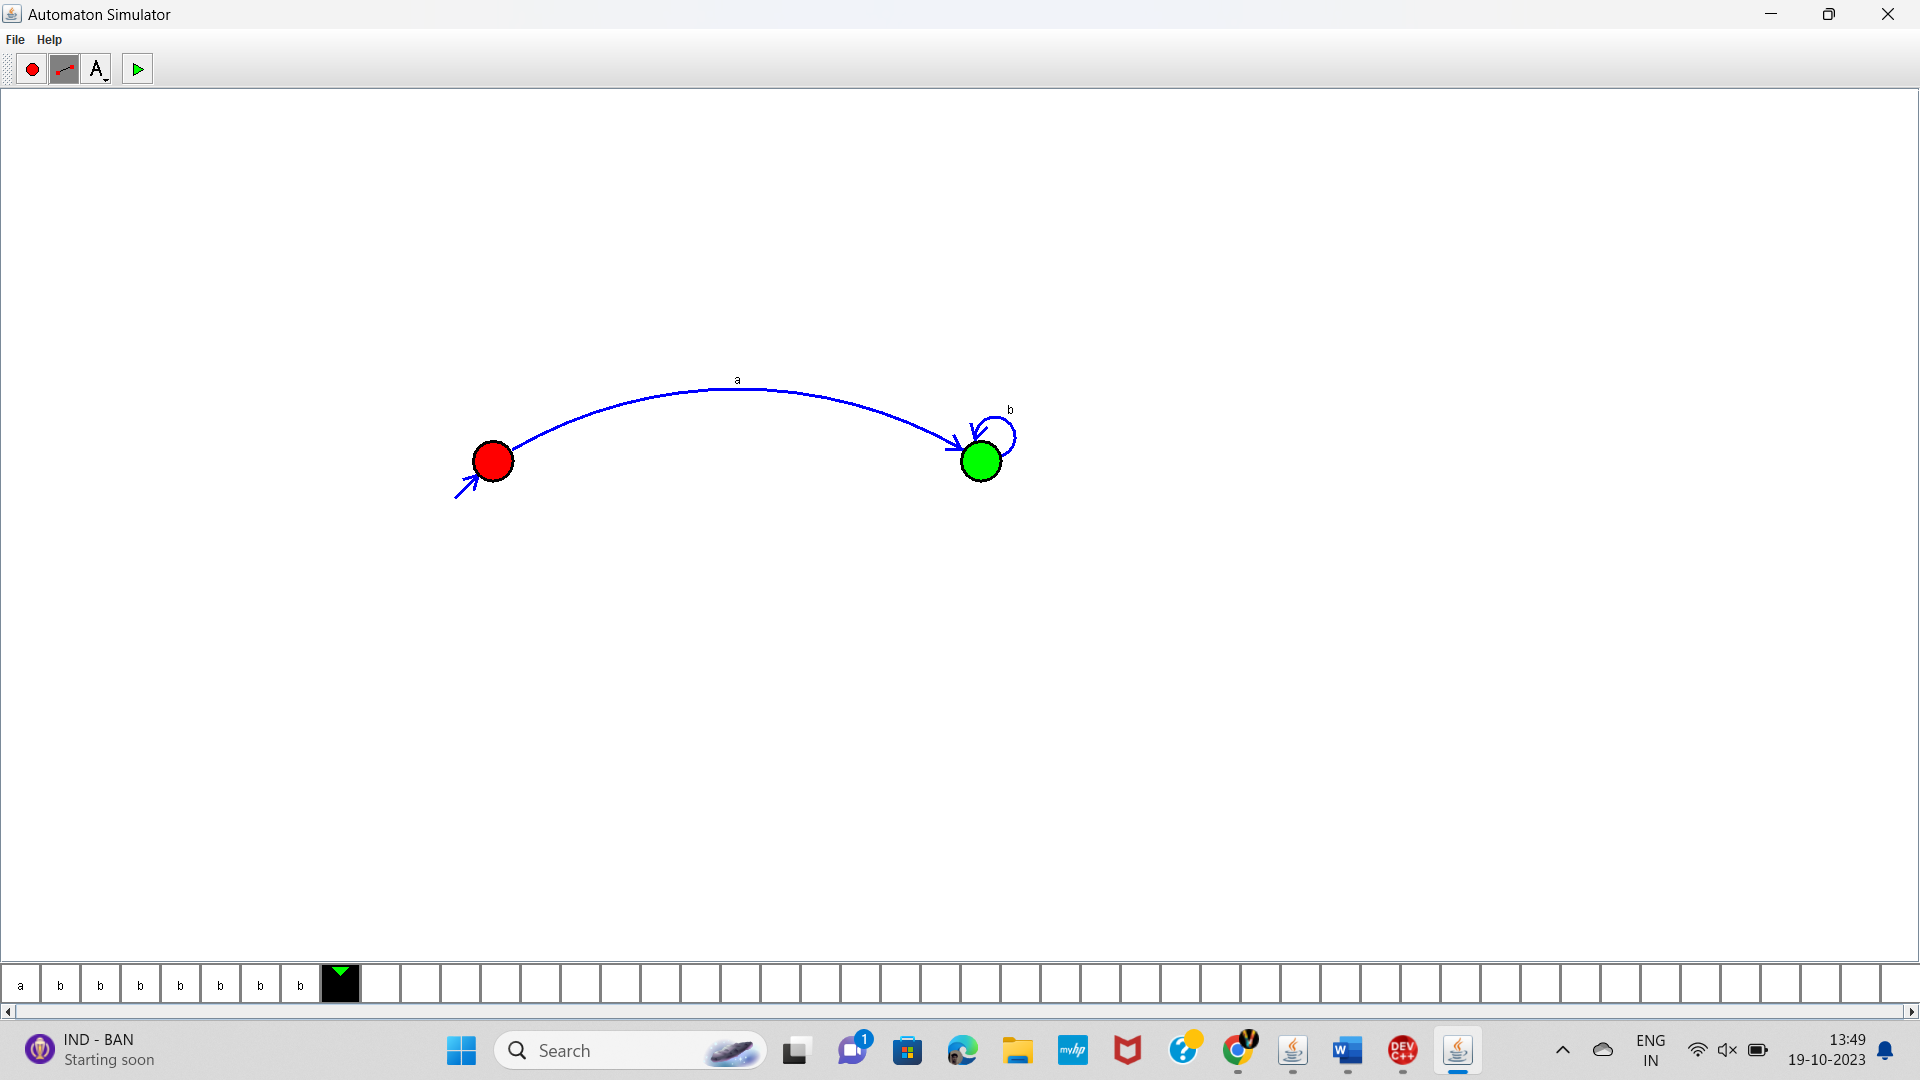 Automaton Simulator
File Help
A
a
b
a b b b b b b b
IND - BAN
Starting soon
Search
1
myhp
?
W
DEV
C++
ENG
IN
13:49
19-10-2023